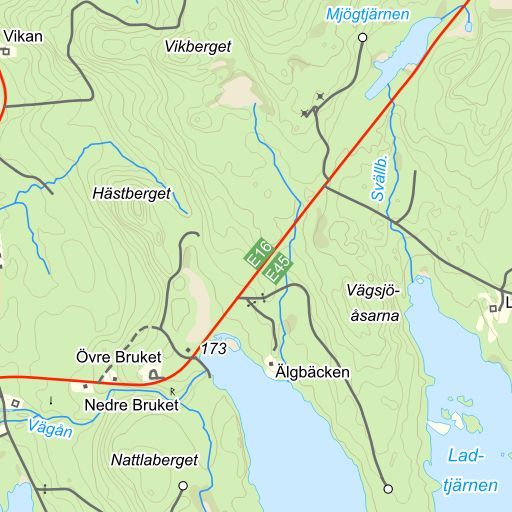 Mjögtjärnen
Vikan
Vikberget
Svällb.
Hästberget
E16
E45
Vägsjö-
åsarna
L
173
Övre Bruket
Älgbäcken
Nedre Bruket
Vägån
Nattlaberget
Lad-
tjärnen